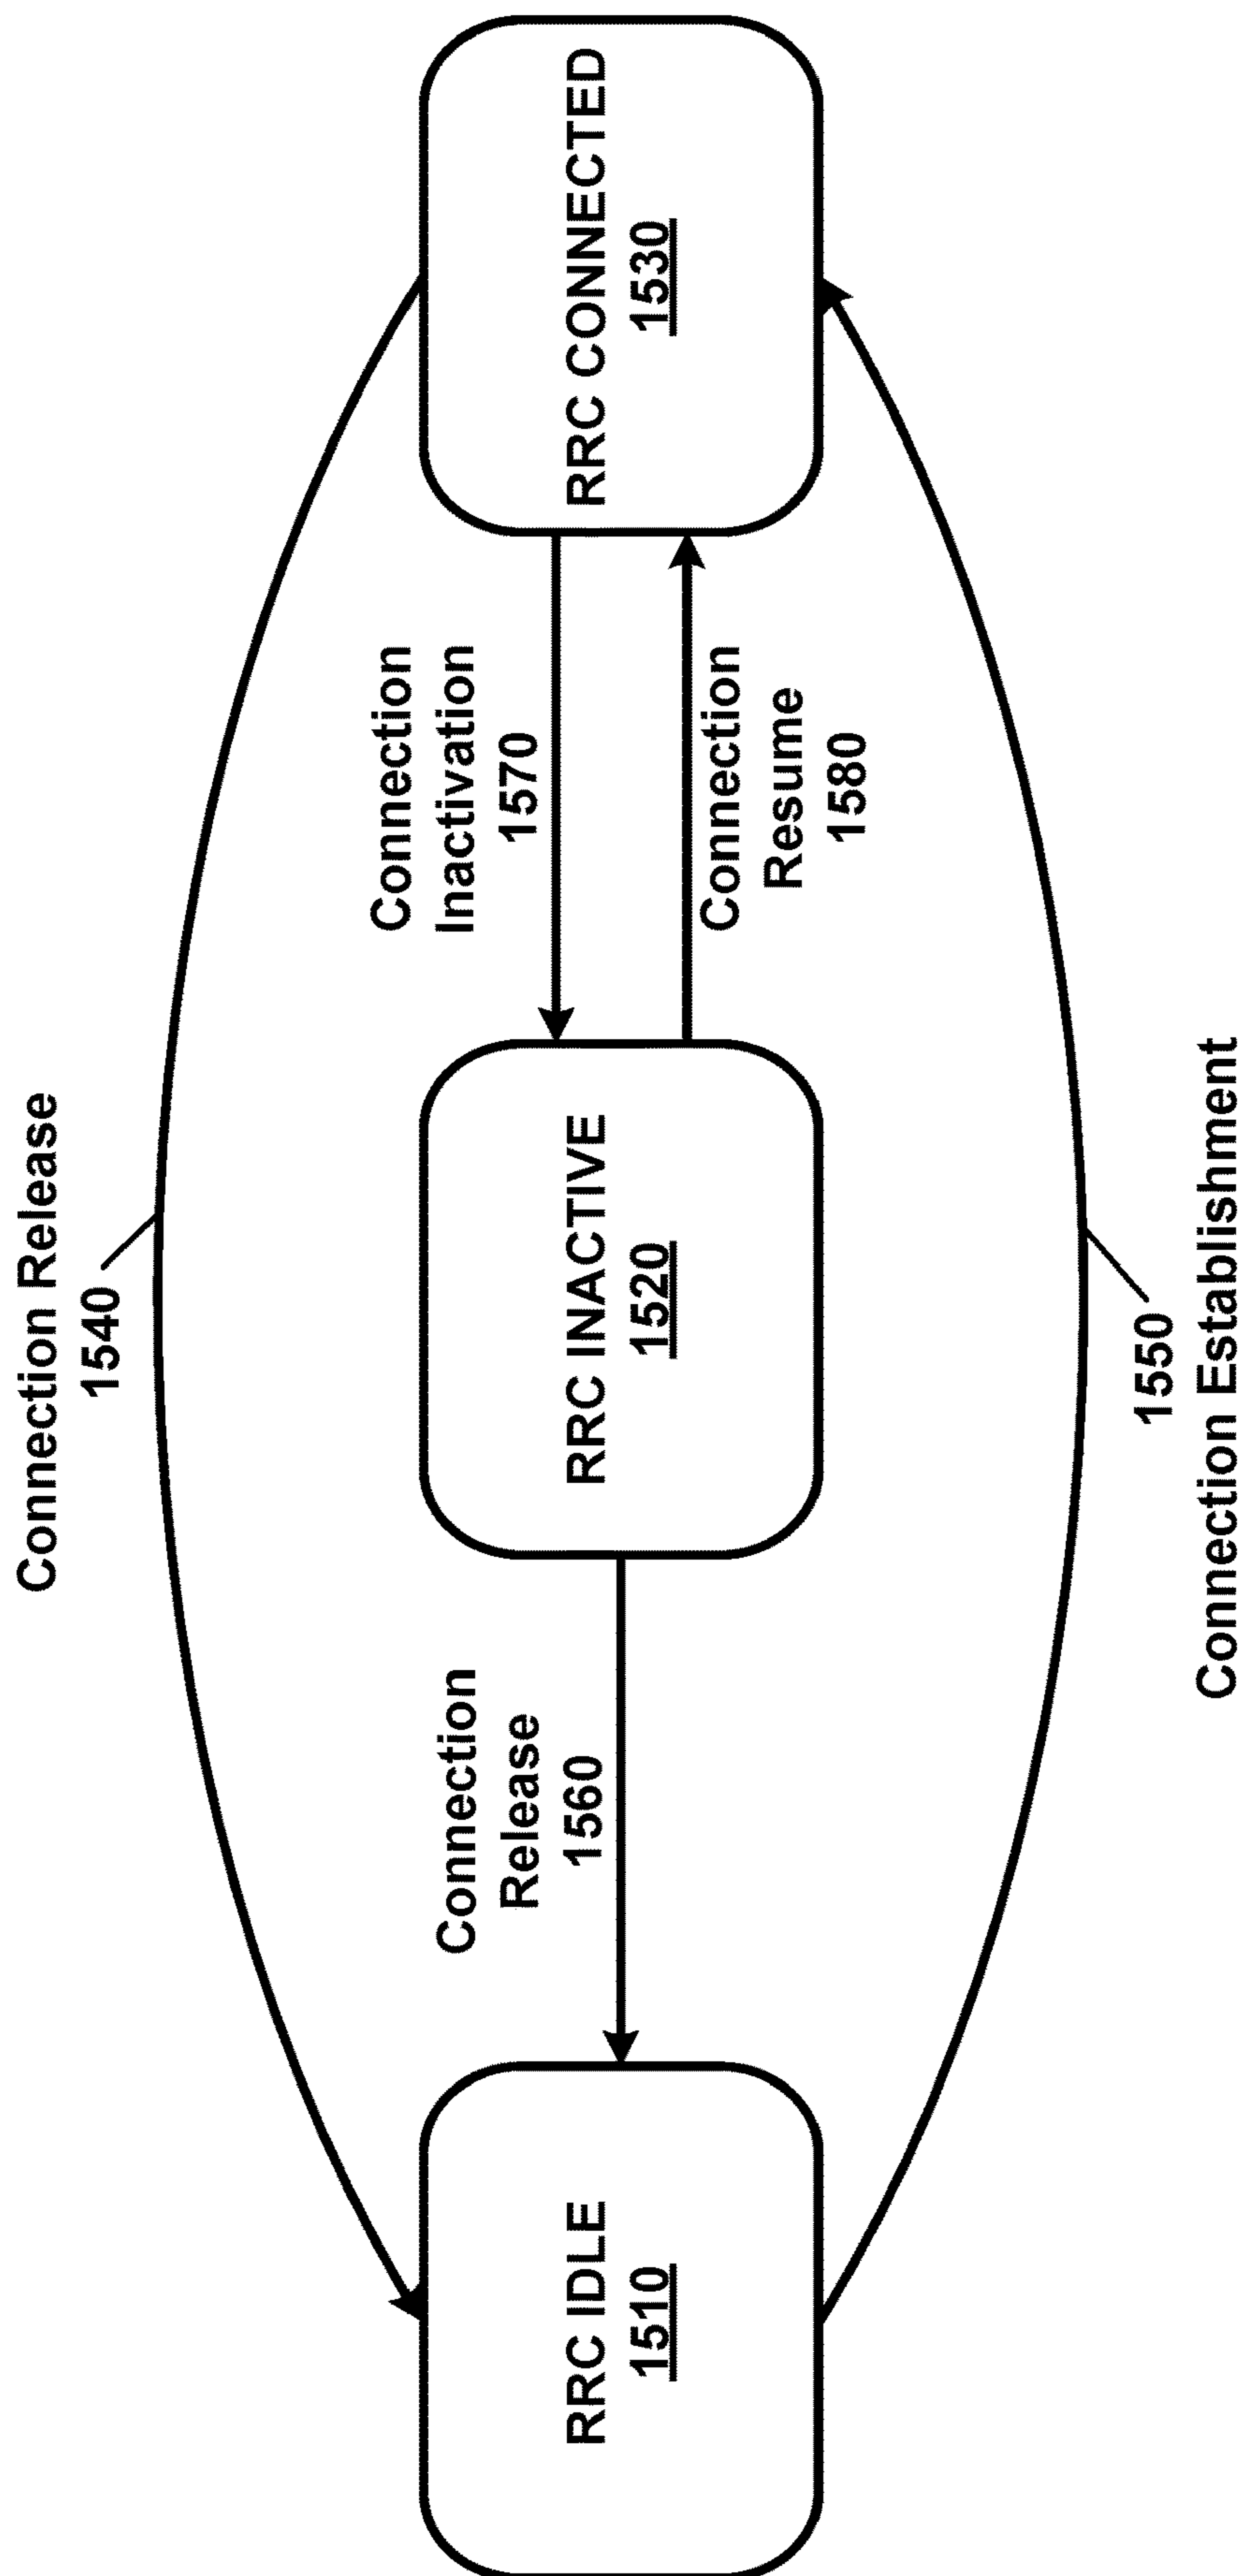 Connection Release
1540
RRC IDLE
1510
Connection
Release
1560
RRC INACTIVE
1520
Connection
Inactivation
1570
Connection
Resume
1580
RRC CONNECTED
1530
1550
Connection Establishment